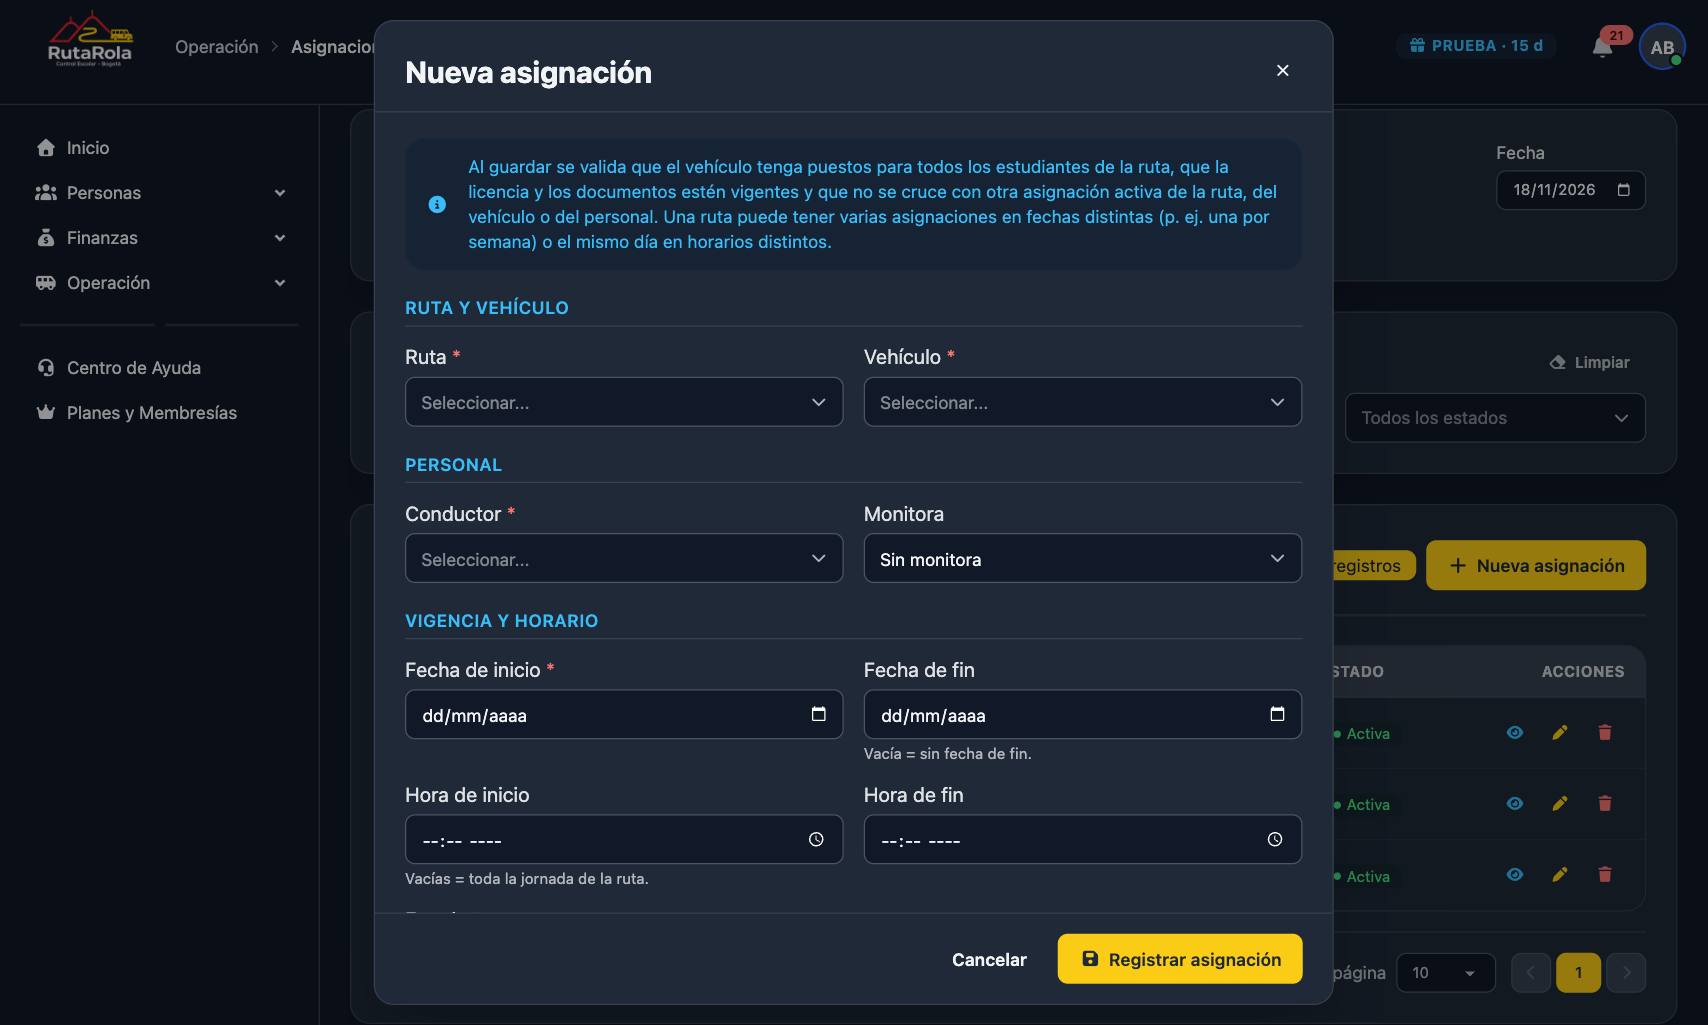 RutaRola
Control Escolar - Bogotá
Operación
PRUEBA · 15 d
21
AB
Nueva asignación
Inicio
Personas
Finanzas
Operación
Centro de Ayuda
Planes y Membresías
Al guardar se valida que el vehículo tenga puestos para todos los estudiantes de la ruta, que la
licencia y los documentos estén vigentes y que no se cruce con otra asignación activa de la ruta, del
vehículo o del personal. Una ruta puede tener varias asignaciones en fechas distintas (p. ej. una por
semana) o el mismo día en horarios distintos.
Fecha
18/11/2026
RUTA Y VEHÍCULO
Ruta *
Vehículo *
Seleccionar...
Seleccionar...
Limpiar
Todos los estados
PERSONAL
Conductor *
Monitora
Seleccionar...
Sin monitora
registros
Nueva asignación
VIGENCIA Y HORARIO
Fecha de inicio *
Fecha de fin
dd/mm/aaaa
dd/mm/aaaa
Vacía = sin fecha de fin.
Hora de inicio
Hora de fin
--:-- ----
--:-- ----
Vacías = toda la jornada de la ruta.
ACCIONES
Activa
Activa
Activa
Cancelar
Registrar asignación
página
10
1